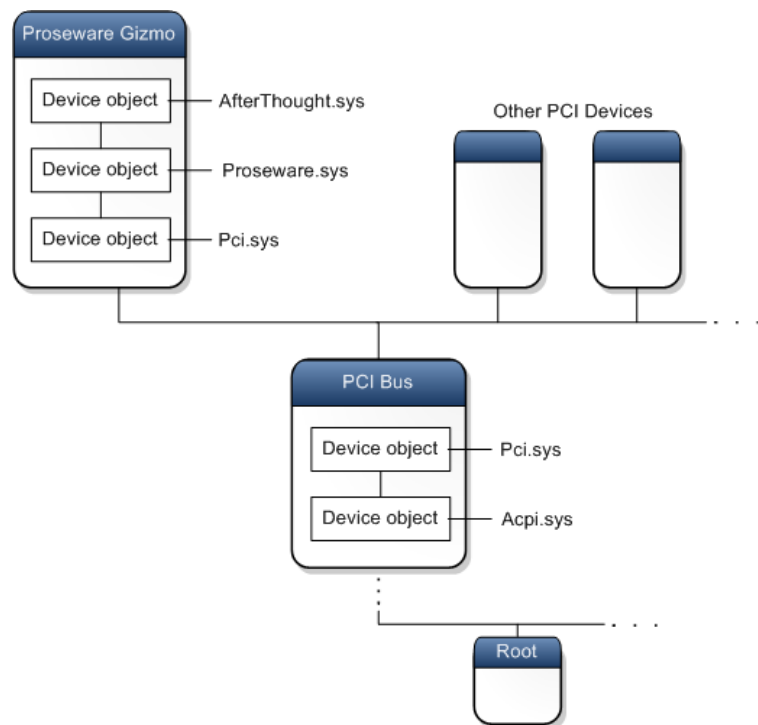 Proseware Gizmo
Device object
AfterThought.sys
Device object
Proseware.sys
Device object
Pci.sys
Other PCI Devices
PCI Bus
Device object
Pci.sys
Device object
Acpi.sys
Root